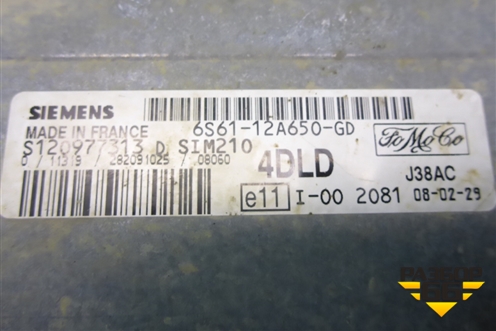 SIEMENS
MADE IN FRANCE
6S61-12A650-GD
S120977313 D SIM210
0 / 11319 / 282091025 / 08060
4DLD
FoMoCo
J38AC
e11 I-00 2081 08-02-29